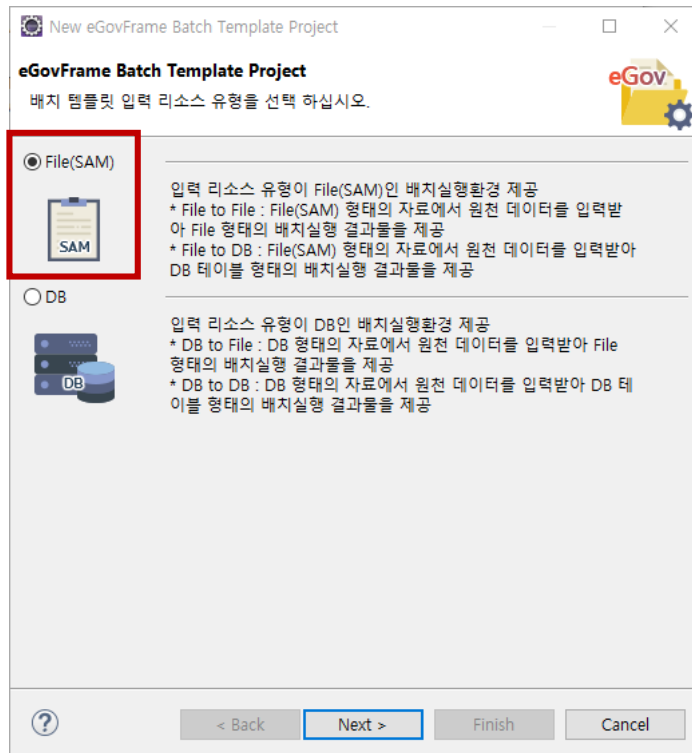 New eGovFrame Batch Template Project
eGovFrame Batch Template Project
배치 템플릿 입력 리소스 유형을 선택 하십시오.
eGov
File(SAM)
SAM
입력 리소스 유형이 File(SAM)인 배치실행환경 제공
* File to File : File(SAM) 형태의 자료에서 원천 데이터를 입력받
아 File 형태의 배치실행 결과물을 제공
* File to DB : File(SAM) 형태의 자료에서 원천 데이터를 입력받아
DB 테이블 형태의 배치실행 결과물을 제공
DB
DB
입력 리소스 유형이 DB인 배치실행환경 제공
* DB to File : DB 형태의 자료에서 원천 데이터를 입력받아 File
형태의 배치실행 결과물을 제공
* DB to DB : DB 형태의 자료에서 원천 데이터를 입력받아 DB 테
이블 형태의 배치실행 결과물을 제공
?
< Back
Next >
Finish
Cancel